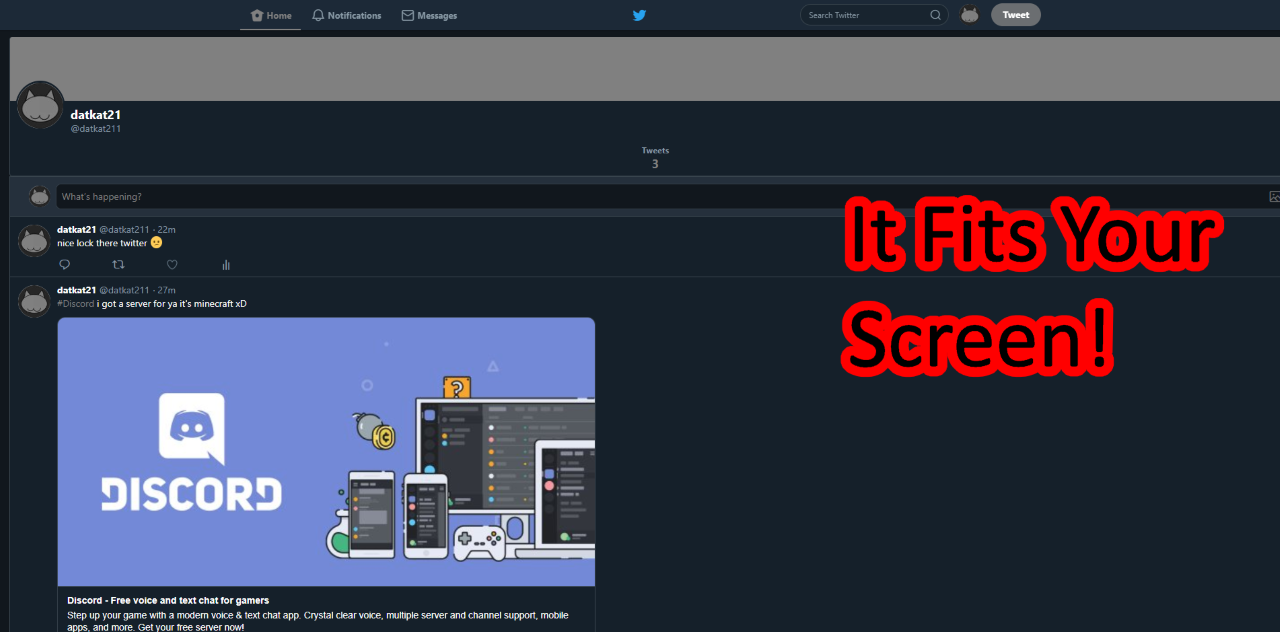 Home Notifications Messages Search Twitter Tweet
datkat21
@datkat211
Tweets
3
What's happening?
It Fits Your
Screen!
datkat21 @datkat211 · 22m
nice lock there twitter 😕
datkat21 @datkat211 · 27m
#Discord i got a server for ya it's minecraft xD
?
DISCORD
Discord - Free voice and text chat for gamers
Step up your game with a modern voice & text chat app. Crystal clear voice, multiple server and channel support, mobile
apps, and more. Get your free server now!